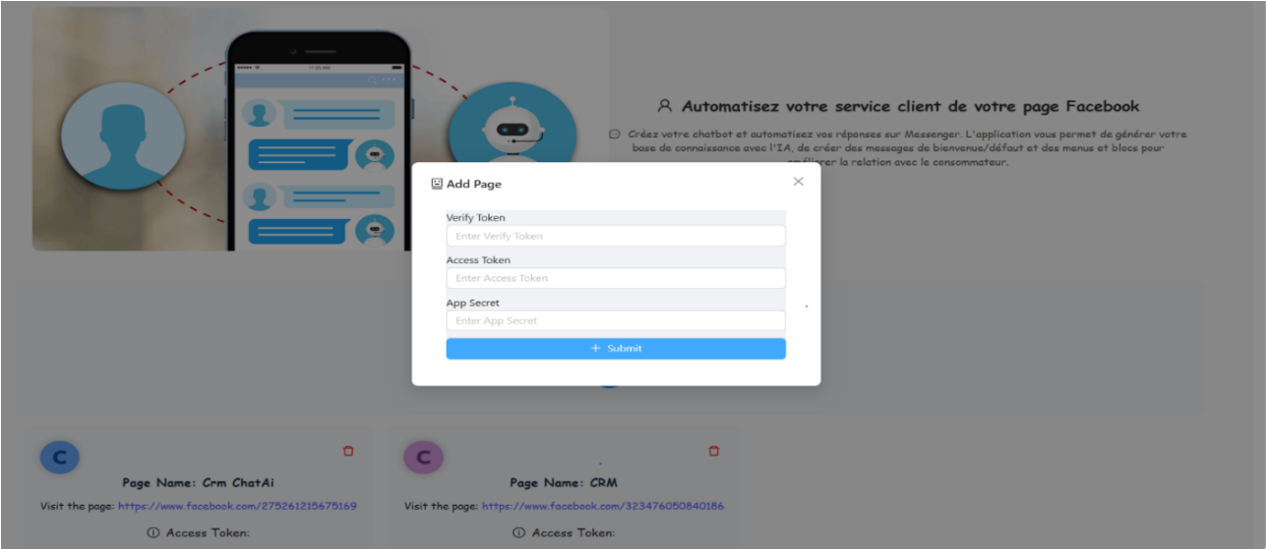 Automatisez votre service client de votre page Facebook
Créez votre chatbot et automatisez vos réponses sur Messenger. L'application vous permet de générer votre
base de connaissance avec l'IA, de créer des messages de bienvenue/défaut et des menus et blocs pour
améliorer la relation avec le consommateur.
Add Page
Verify Token
Enter Verify Token
Access Token
Enter Access Token
App Secret
Enter App Secret
+ Submit
C
Page Name: Crm ChatAi
Visit the page: https://www.facebook.com/275261215675169
Access Token:
C
Page Name: CRM
Visit the page: https://www.facebook.com/323476050840186
Access Token: